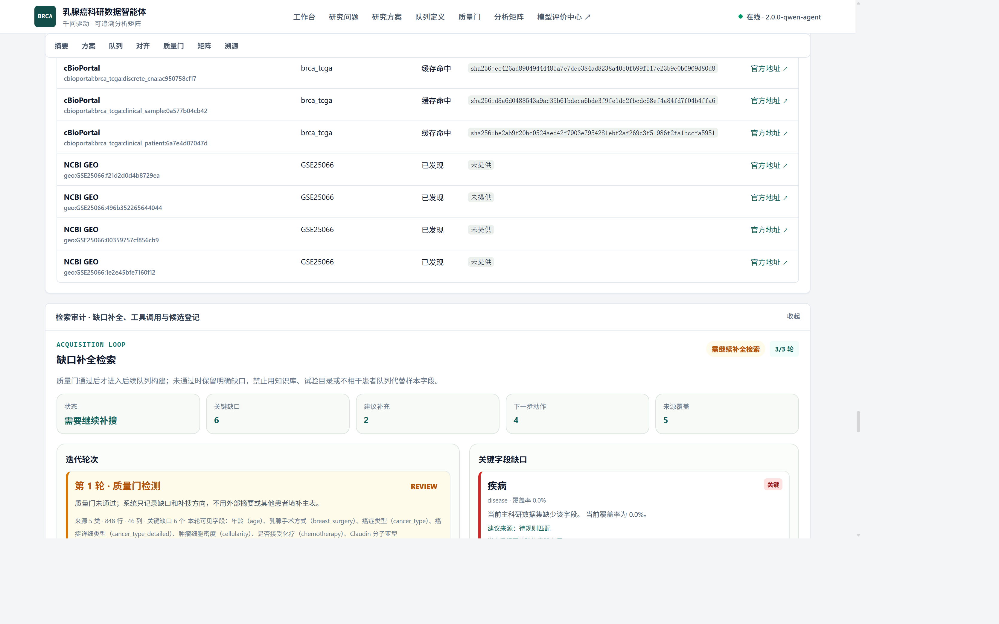 BRCA
乳腺癌科研数据智能体
千问驱动 · 可追溯分析矩阵
工作台 研究问题 研究方案 队列定义 质量门 分析矩阵 模型评价中心 ↗
在线 · 2.0.0-qwen-agent
摘要 方案 队列 对齐 质量门 矩阵 溯源
cBioPortal brca_tcga 缓存命中 sha256:ee426ad89049444485a7e7dce384ad8238a40c0fb99f517e23b9e0b6969d80d8 官方地址 ↗
cbioportal:brca_tcga:discrete_cna:ac950758cf17
cBioPortal brca_tcga 缓存命中 sha256:d8a6d0488543a9ac35b61bdeca6bde3f9fe1dc2fbcdc68ef4a84fd7f04b4ffa6 官方地址 ↗
cbioportal:brca_tcga:clinical_sample:0a577b04cb42
cBioPortal brca_tcga 缓存命中 sha256:be2ab9f20bc0524aed42f7903e7954281ebf2af269c3f51986f2fa1bccfa5951 官方地址 ↗
cbioportal:brca_tcga:clinical_patient:6a7e4d07047d
NCBI GEO GSE25066 已发现 未提供 官方地址 ↗
geo:GSE25066:f21d2d0d4b8729ea
NCBI GEO GSE25066 已发现 未提供 官方地址 ↗
geo:GSE25066:496b352265644044
NCBI GEO GSE25066 已发现 未提供 官方地址 ↗
geo:GSE25066:00359757cf856cb9
NCBI GEO GSE25066 已发现 未提供 官方地址 ↗
geo:GSE25066:1e2e45bfe7160f12
检索审计 · 缺口补全、工具调用与候选登记 收起
ACQUISITION LOOP
缺口补全检索
需继续补全检索 3/3 轮
质量门通过后才进入后续队列构建；未通过时保留明确缺口，禁止用知识库、试验目录或不相干患者队列代替样本字段。
状态 关键缺口 建议补充 下一步动作 来源覆盖
需要继续补搜 6 2 4 5
迭代轮次
第 1 轮 · 质量门检测 REVIEW
质量门未通过；系统只记录缺口和补搜方向，不用外部摘要或其他患者填补主表。
来源 5 类 · 848 行 · 46 列 · 关键缺口 6 个 本轮可见字段：年龄（age）、乳腺手术方式（breast_surgery）、癌症类型（cancer_type）、癌
症详细类型（cancer_type_detailed）、肿瘤细胞密度（cellularity）、是否接受化疗（chemotherapy）、Claudin 分子亚型
关键字段缺口
疾病 关键
disease · 覆盖率 0.0%
当前主科研数据集缺少该字段。 当前覆盖率为 0.0%。
建议来源：待规则匹配